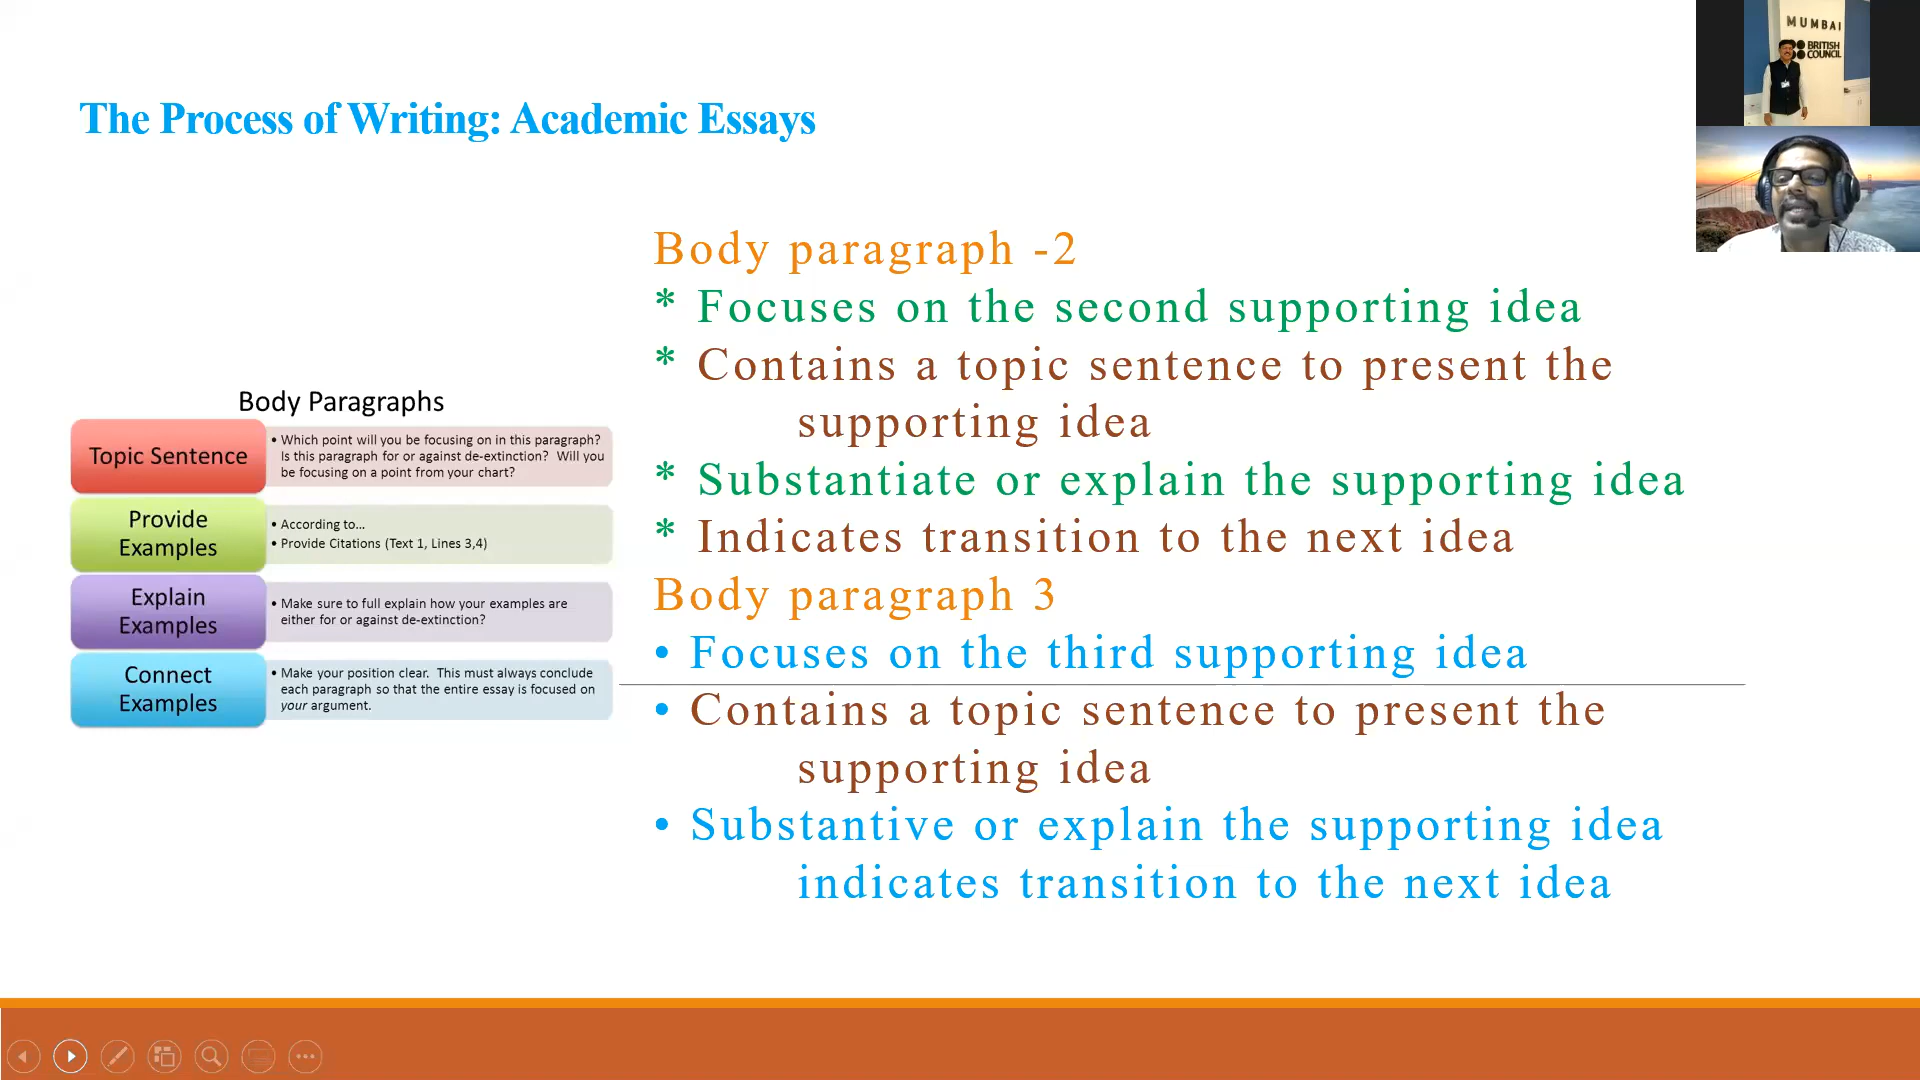 The Process of Writing: Academic Essays
MUMBAI
BRITISH
COUNCIL
Body Paragraphs
Topic Sentence
• Which point will you be focusing on in this paragraph?
Is this paragraph for or against de-extinction? Will you
be focusing on a point from your chart?
Provide
Examples
• According to...
• Provide Citations (Text 1, Lines 3,4)
Explain
Examples
• Make sure to full explain how your examples are
either for or against de-extinction?
Connect
Examples
• Make your position clear. This must always conclude
each paragraph so that the entire essay is focused on
your argument.
Body paragraph -2
* Focuses on the second supporting idea
* Contains a topic sentence to present the
supporting idea
* Substantiate or explain the supporting idea
* Indicates transition to the next idea
Body paragraph 3
• Focuses on the third supporting idea
• Contains a topic sentence to present the
supporting idea
• Substantive or explain the supporting idea
indicates transition to the next idea